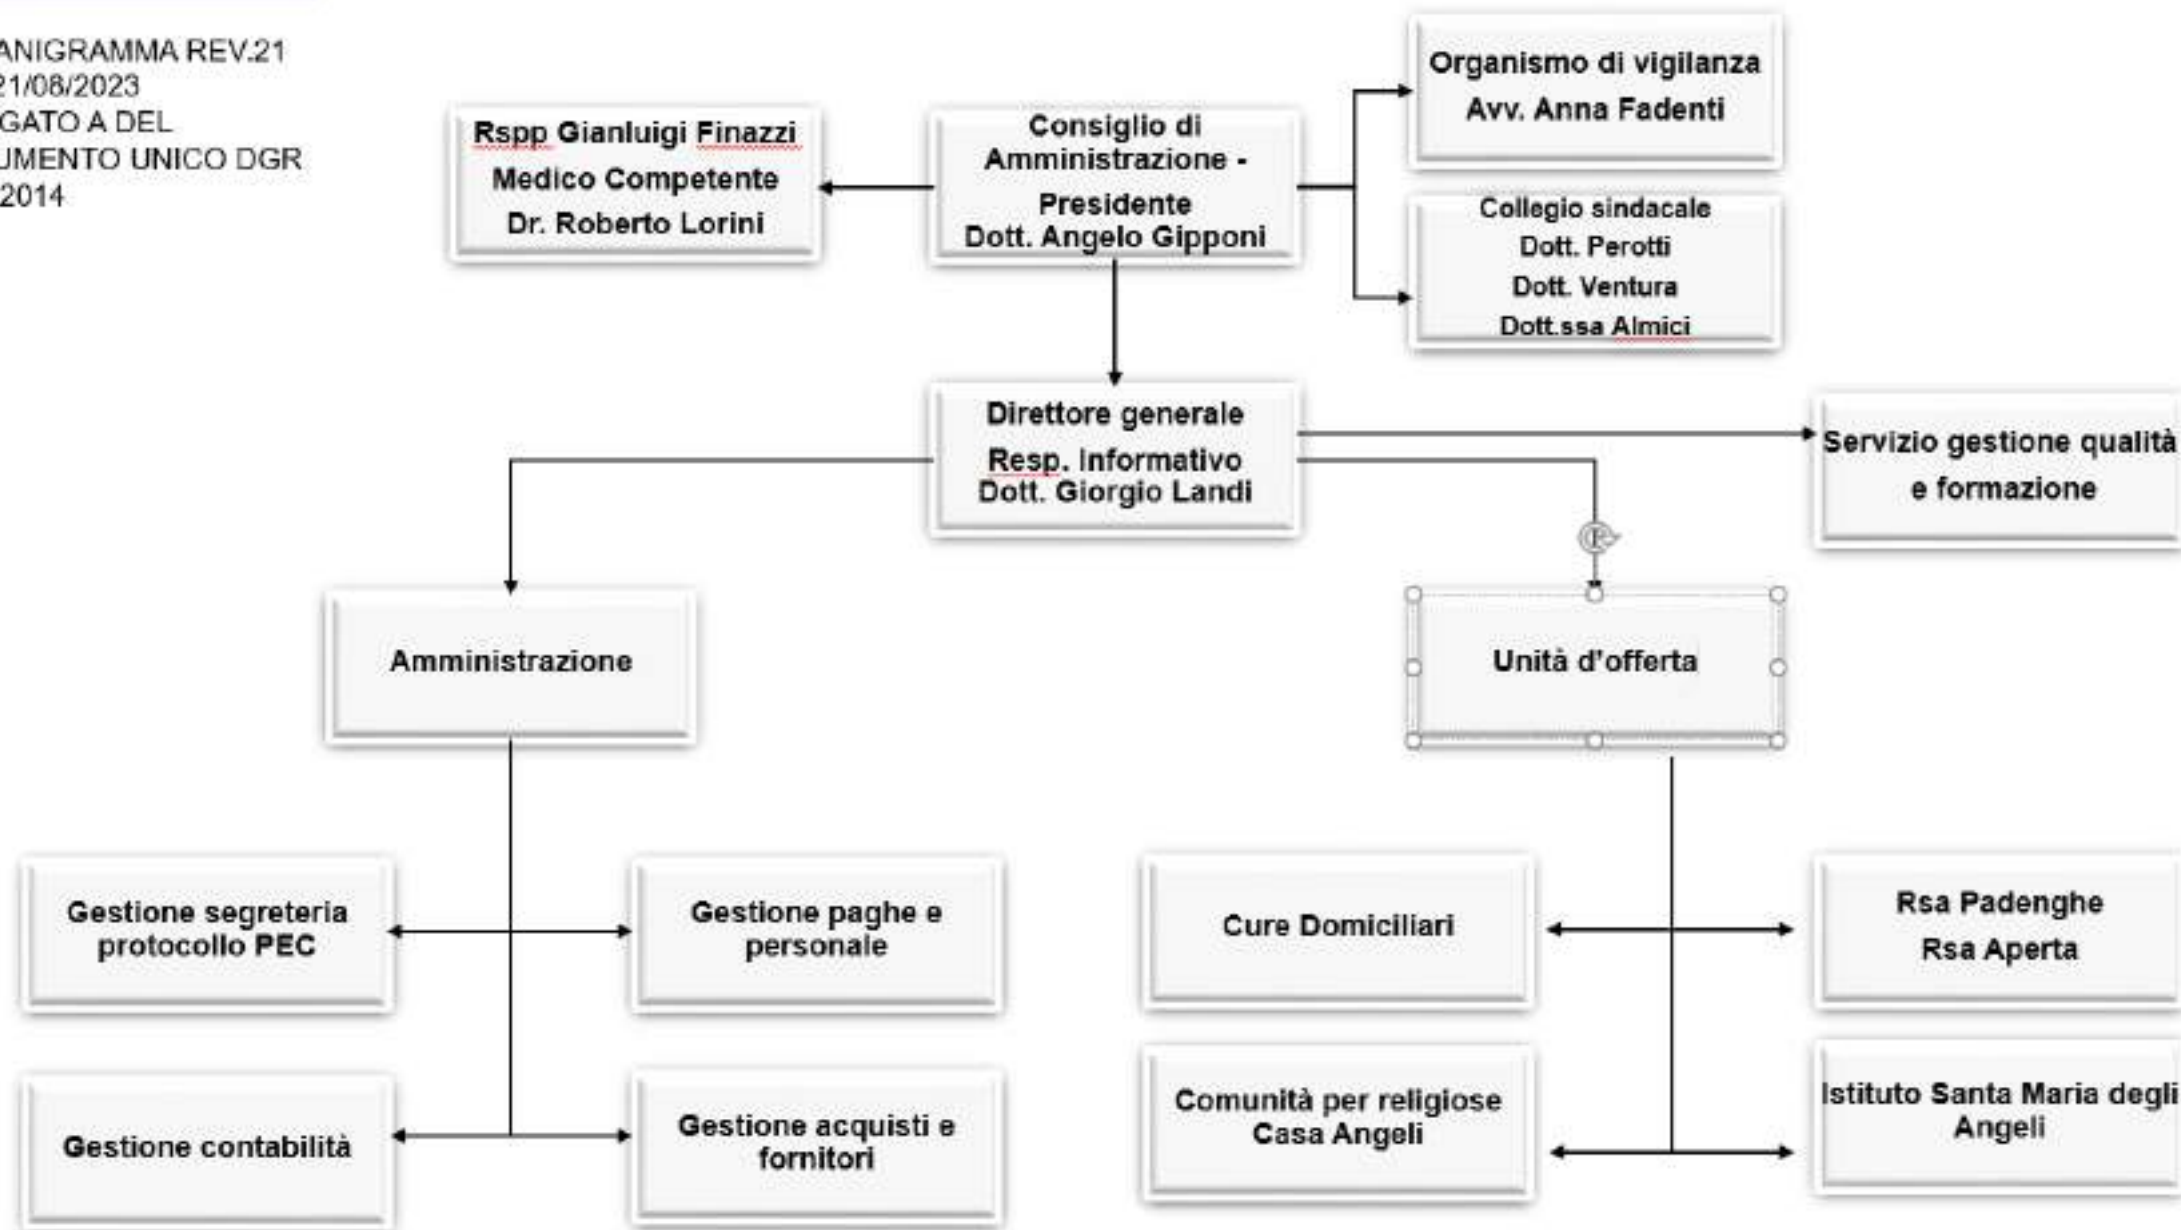 ANIGRAMMA REV.21
21/08/2023
GATO A DEL
UMENTO UNICO DGR
2014
Rspp Gianluigi Finazzi
Medico Competente
Dr. Roberto Lorini
Consiglio di
Amministrazione -
Presidente
Dott. Angelo Gipponi
Organismo di vigilanza
Avv. Anna Fadenti
Collegio sindacale
Dott. Perotti
Dott. Ventura
Dott.ssa Almici
Direttore generale
Resp. Informativo
Dott. Giorgio Landi
Servizio gestione qualità
e formazione
Amministrazione
Unità d'offerta
Gestione segreteria
protocollo PEC
Gestione paghe e
personale
Cure Domiciliari
Rsa Padenghe
Rsa Aperta
Gestione contabilità
Gestione acquisti e
fornitori
Comunità per religiose
Casa Angeli
Istituto Santa Maria degli
Angeli